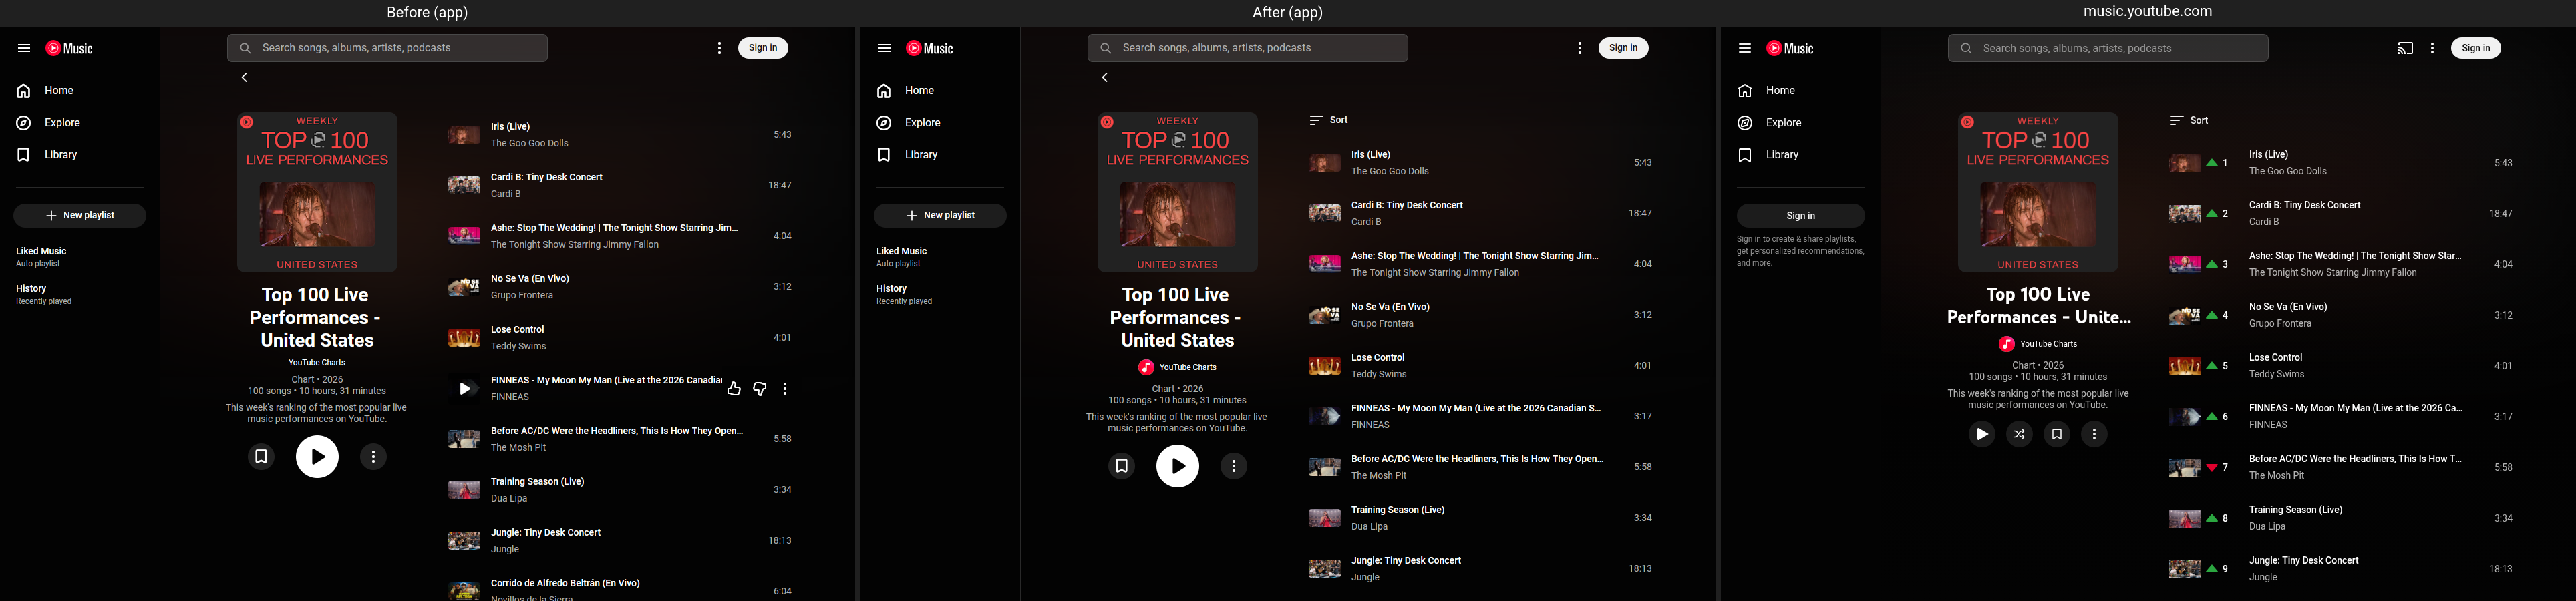 Before (app)
Music
Search songs, albums, artists, podcasts
Sign in
Home
Explore
Library
New playlist
Liked Music
Auto playlist
History
Recently played
WEEKLY
TOP 100
LIVE PERFORMANCES
UNITED STATES
Top 100 Live
Performances -
United States
YouTube Charts
Chart • 2026
100 songs • 10 hours, 31 minutes
This week's ranking of the most popular live
music performances on YouTube.
Iris (Live)
The Goo Goo Dolls
5:43
Cardi B: Tiny Desk Concert
Cardi B
18:47
Ashe: Stop The Wedding! | The Tonight Show Starring Jim...
The Tonight Show Starring Jimmy Fallon
4:04
No Se Va (En Vivo)
Grupo Frontera
3:12
Lose Control
Teddy Swims
4:01
FINNEAS - My Moon My Man (Live at the 2026 Canadian
FINNEAS
Before AC/DC Were the Headliners, This Is How They Open...
The Mosh Pit
5:58
Training Season (Live)
Dua Lipa
3:34
Jungle: Tiny Desk Concert
Jungle
18:13
Corrido de Alfredo Beltrán (En Vivo)
Novillos de la Sierra
6:04
After (app)
Music
Search songs, albums, artists, podcasts
Sign in
Home
Explore
Library
New playlist
Liked Music
Auto playlist
History
Recently played
WEEKLY
TOP 100
LIVE PERFORMANCES
UNITED STATES
Top 100 Live
Performances -
United States
YouTube Charts
Chart • 2026
100 songs • 10 hours, 31 minutes
This week's ranking of the most popular live
music performances on YouTube.
Sort
Iris (Live)
The Goo Goo Dolls
5:43
Cardi B: Tiny Desk Concert
Cardi B
18:47
Ashe: Stop The Wedding! | The Tonight Show Starring Jim...
The Tonight Show Starring Jimmy Fallon
4:04
No Se Va (En Vivo)
Grupo Frontera
3:12
Lose Control
Teddy Swims
4:01
FINNEAS - My Moon My Man (Live at the 2026 Canadian S...
FINNEAS
3:17
Before AC/DC Were the Headliners, This Is How They Open...
The Mosh Pit
5:58
Training Season (Live)
Dua Lipa
3:34
Jungle: Tiny Desk Concert
Jungle
18:13
music.youtube.com
Music
Search songs, albums, artists, podcasts
Sign in
Home
Explore
Library
Sign in
Sign in to create & share playlists,
get personalized recommendations,
and more.
WEEKLY
TOP 100
LIVE PERFORMANCES
UNITED STATES
Top 100 Live
Performances - Unite...
YouTube Charts
Chart • 2026
100 songs • 10 hours, 31 minutes
This week's ranking of the most popular live
music performances on YouTube.
Sort
1
Iris (Live)
The Goo Goo Dolls
5:43
2
Cardi B: Tiny Desk Concert
Cardi B
18:47
3
Ashe: Stop The Wedding! | The Tonight Show Star...
The Tonight Show Starring Jimmy Fallon
4:04
4
No Se Va (En Vivo)
Grupo Frontera
3:12
5
Lose Control
Teddy Swims
4:01
6
FINNEAS - My Moon My Man (Live at the 2026 Ca...
FINNEAS
3:17
7
Before AC/DC Were the Headliners, This Is How T...
The Mosh Pit
5:58
8
Training Season (Live)
Dua Lipa
3:34
9
Jungle: Tiny Desk Concert
Jungle
18:13